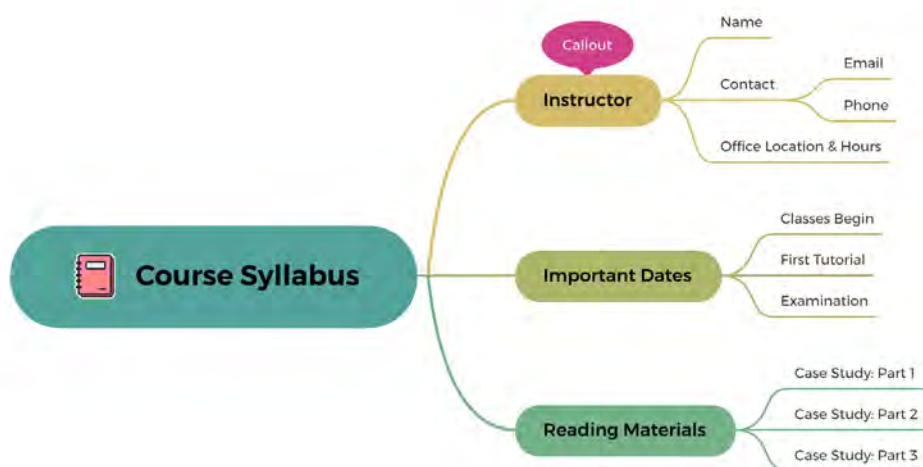 Callout
Name
Instructor
Contact
Email
Phone
Office Location & Hours
Course Syllabus
Important Dates
Classes Begin
First Tutorial
Examination
Reading Materials
Case Study: Part 1
Case Study: Part 2
Case Study: Part 3